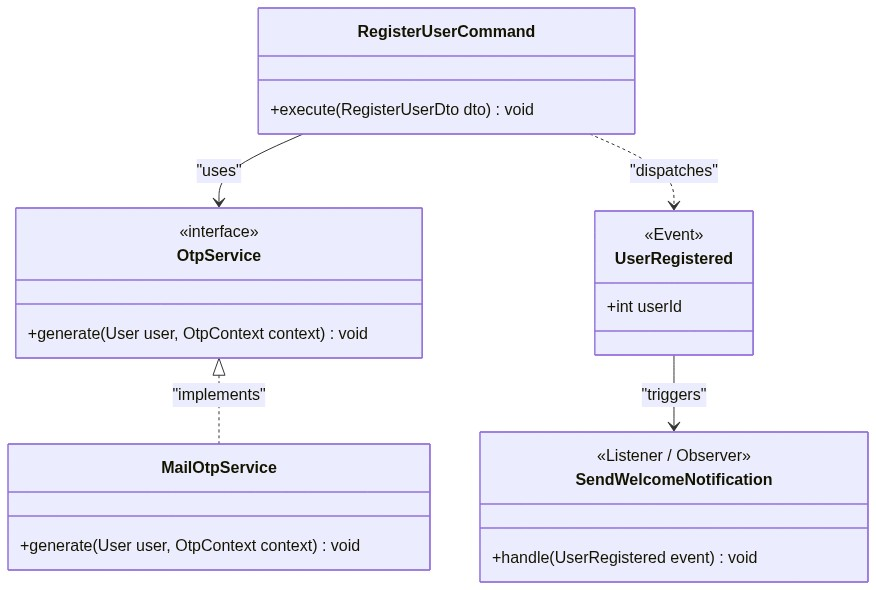 RegisterUserCommand
+execute(RegisterUserDto dto) : void
"uses"
"dispatches"
«interface»
OtpService
+generate(User user, OtpContext context) : void
«Event»
UserRegistered
+int userId
"implements"
"triggers"
MailOtpService
+generate(User user, OtpContext context) : void
«Listener / Observer»
SendWelcomeNotification
+handle(UserRegistered event) : void